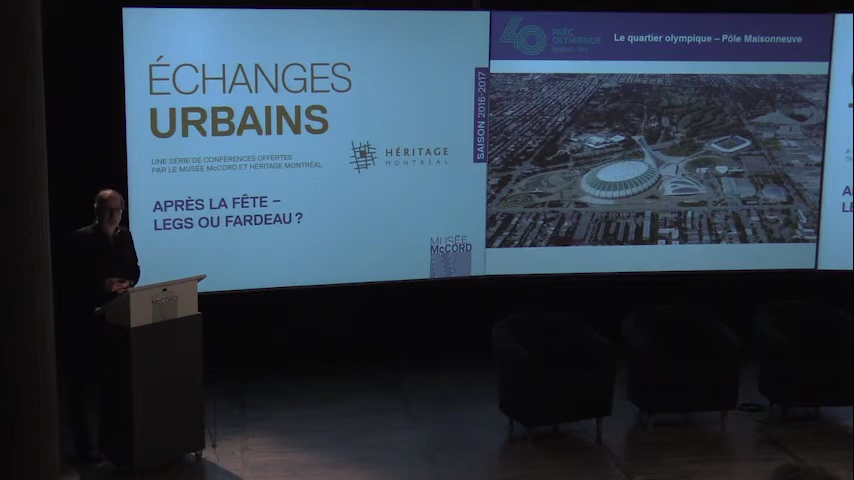 ÉCHANGES
URBAINS
UNE SÉRIE DE CONFÉRENCES OFFERTES
PAR LE MUSÉE McCORD ET HÉRITAGE MONTRÉAL
HÉRITAGE
MONTRÉAL
APRÈS LA FÊTE –
LEGS OU FARDEAU ?
MUSÉE
McCORD
SAISON 2016-2017
40 PARC
OLYMPIQUE
Le quartier olympique – Pôle Maisonneuve
McCORD